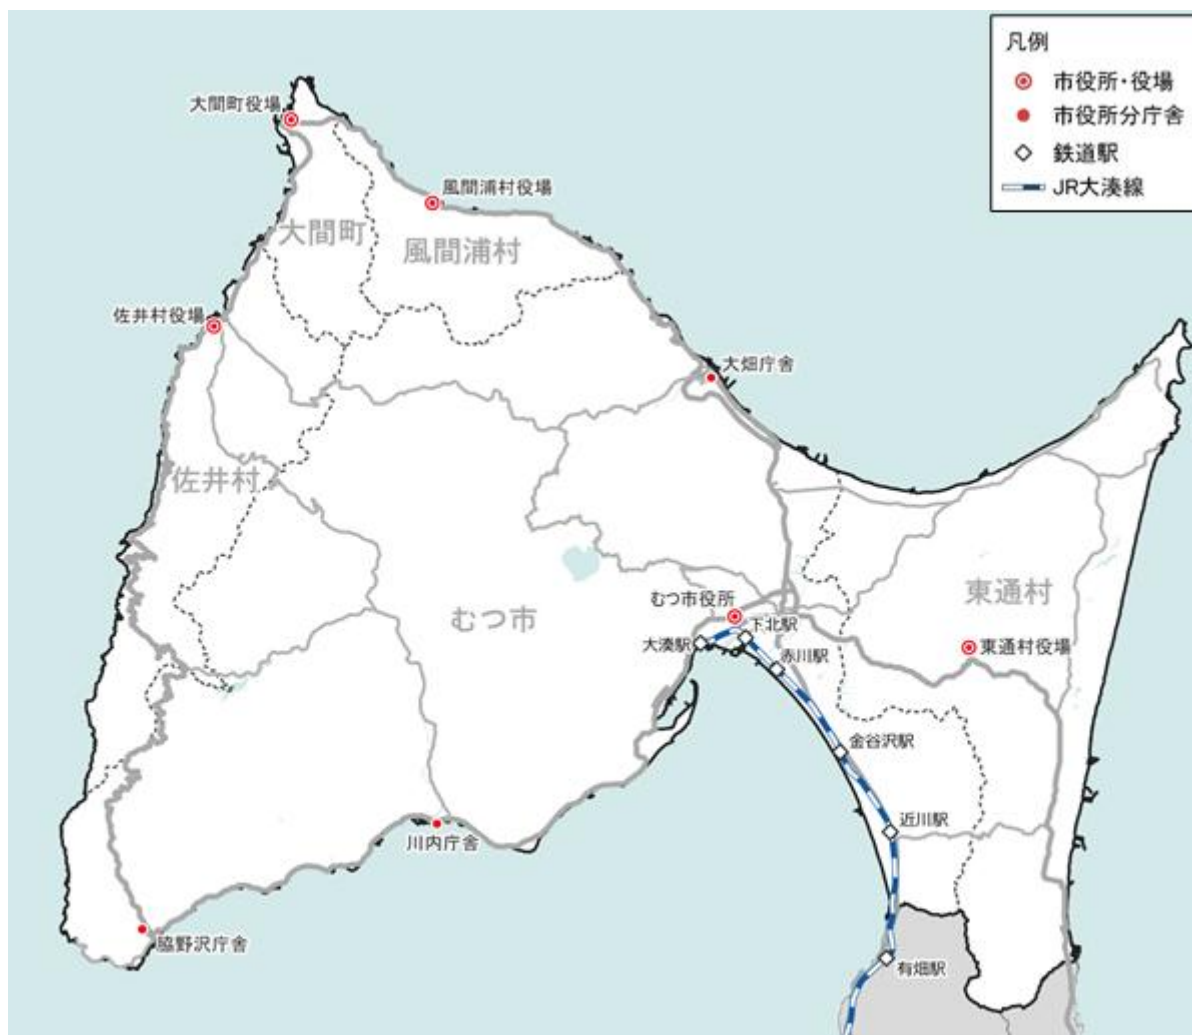 凡例
市役所・役場
市役所分庁舎
鉄道駅
JR大湊線
大間町役場
風間浦村役場
大間町
風間浦村
佐井村役場
大畑庁舎
佐井村
むつ市
東通村
むつ市役所
下北駅
大湊駅
赤川駅
東通村役場
金谷沢駅
近川駅
川内庁舎
脇野沢庁舎
有畑駅